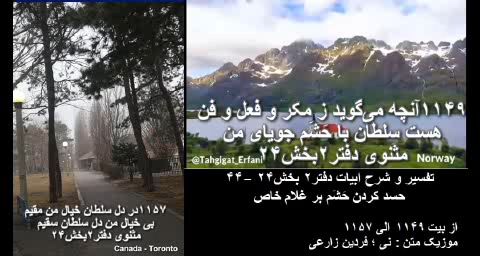 ۱۱۴۹آنچه می‌گوید ز مکر و فعل و فن
هست سلطان با حَشَم جویای من
مثنوی دفتر۲بخش۲۴
Norway
@Tahgigat_Erfani
۱۱۵۷در دل سلطان خیال من مقیم
بی خیال من دل سلطان سقیم
مثنوی دفتر۲بخش۲۴
Canada - Toronto
تفسیر و شرح ابیات دفتر۲ بخش۲۴ -۴۴
حسد کردن حَشَم بر غلام خاص
از بیت ۱۱۴۹ الی ۱۱۵۷
موزیک متن : نی ؛ فردین زارعی